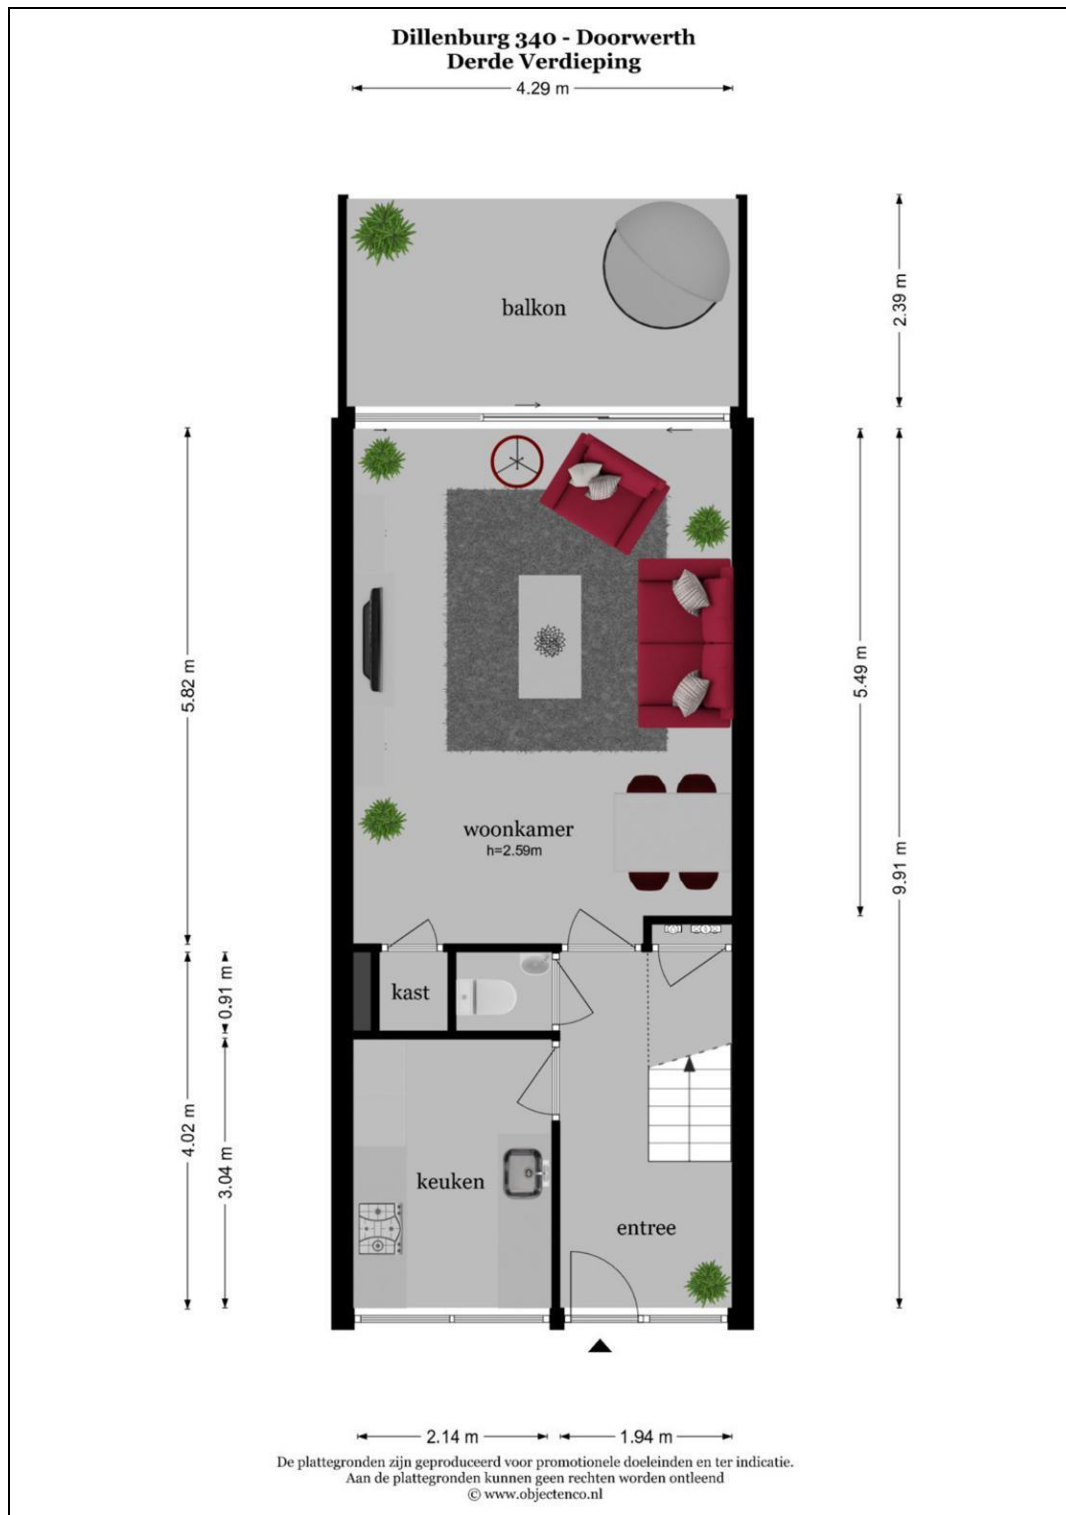 Dillenburg 340 - Doorwerth
Derde Verdieping
4.29 m
balkon
2.39 m
5.82 m
5.49 m
9.91 m
woonkamer
h=2.59m
kast
0.91 m
4.02 m
3.04 m
keuken
entree
2.14 m
1.94 m
De plattegronden zijn geproduceerd voor promotionele doeleinden en ter indicatie.
Aan de plattegronden kunnen geen rechten worden ontleend
© www.objectenco.nl